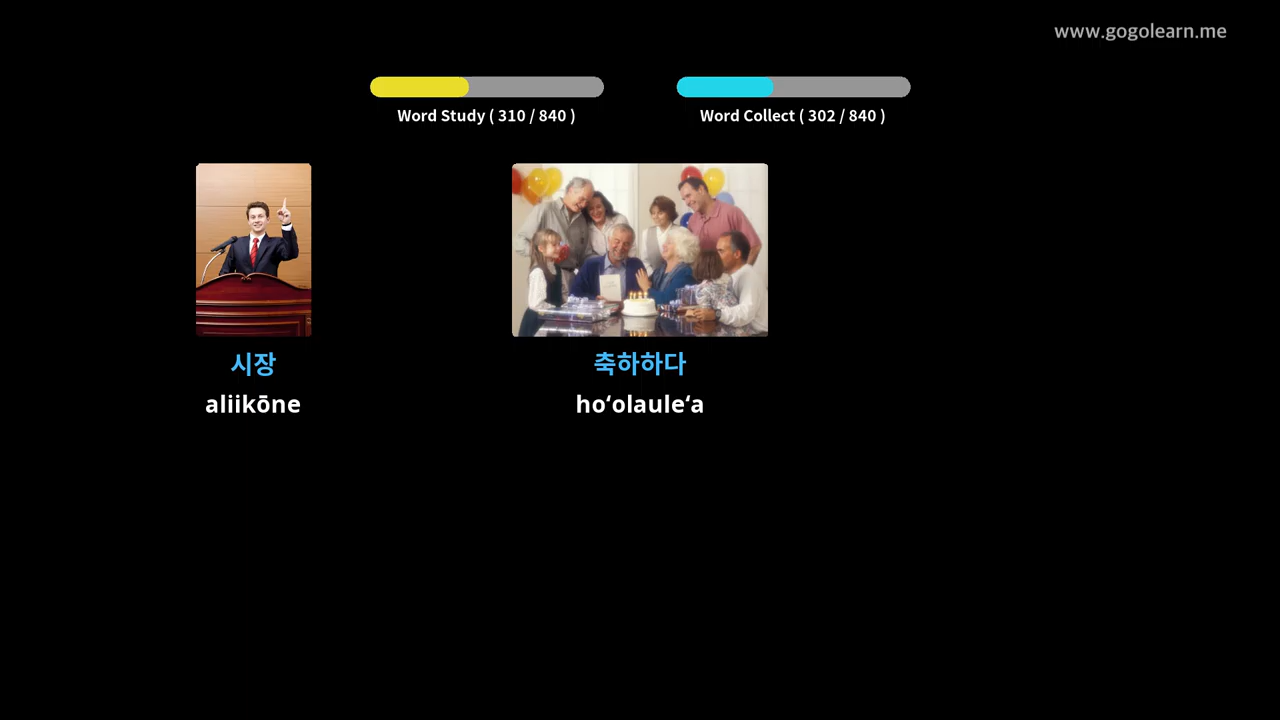 www.gogolearn.me
Word Study ( 310 / 840 )
Word Collect ( 302 / 840 )
시장
aliikōne
축하하다
hoʻolauleʻa